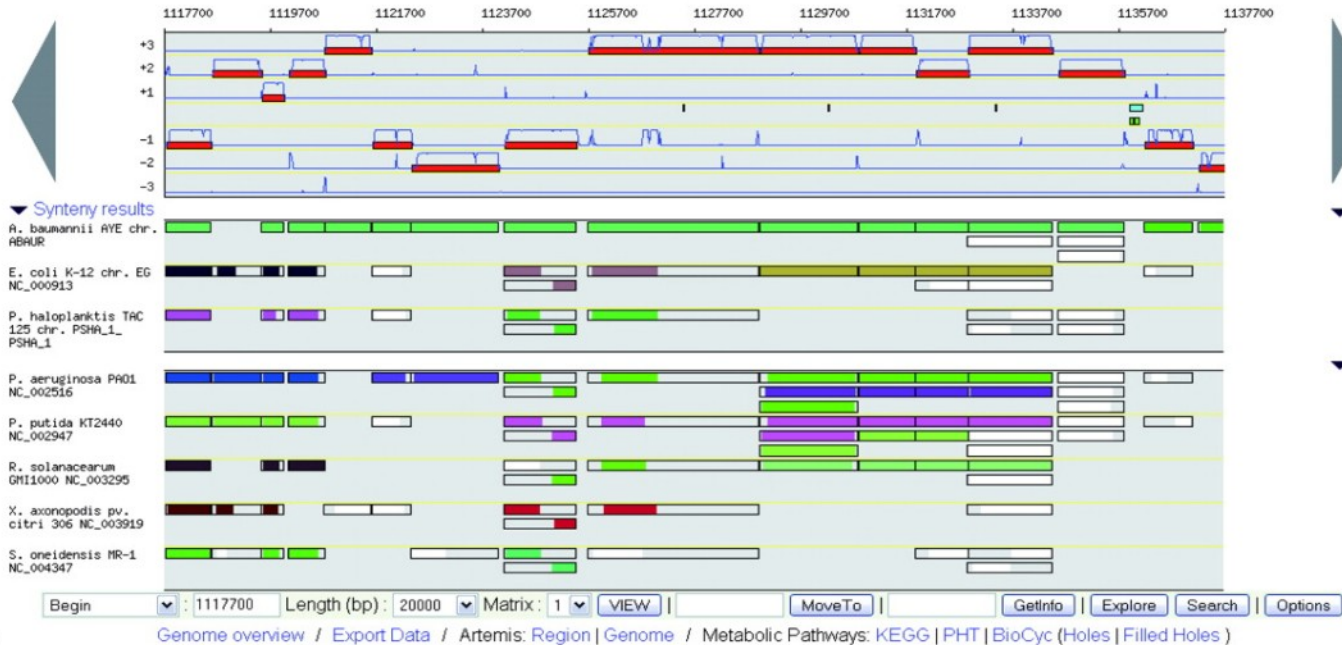 1117700 1119700 1121700 1123700 1125700 1127700 1129700 1131700 1133700 1135700 1137700
+3
+2
+1
-1
-2
-3
Synteny results
A. baumannii AYE chr.
ABAUR
E. coli K-12 chr. EG
NC_000913
P. haloplanktis TAC
125 chr. PSHA_1_
PSHA_1
P. aeruginosa PAO1
NC_002516
P. putida KT2440
NC_002947
R. solanacearum
GMI1000 NC_003295
X. axonopodis pv.
citri 306 NC_003919
S. oneidensis MR-1
NC_004347
Begin : 1117700 Length (bp) : 20000 Matrix : 1 VIEW | MoveTo | GetInfo | Explore Search | Options
Genome overview / Export Data / Artemis: Region | Genome / Metabolic Pathways: KEGG | PHT | BioCyc (Holes | Filled Holes )